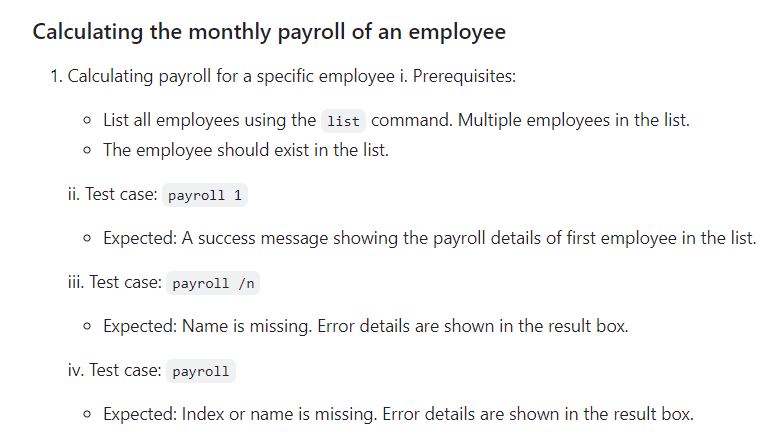 Calculating the monthly payroll of an employee
1. Calculating payroll for a specific employee i. Prerequisites:
○ List all employees using the list command. Multiple employees in the list.
○ The employee should exist in the list.
ii. Test case: payroll 1
○ Expected: A success message showing the payroll details of first employee in the list.
iii. Test case: payroll /n
○ Expected: Name is missing. Error details are shown in the result box.
iv. Test case: payroll
○ Expected: Index or name is missing. Error details are shown in the result box.